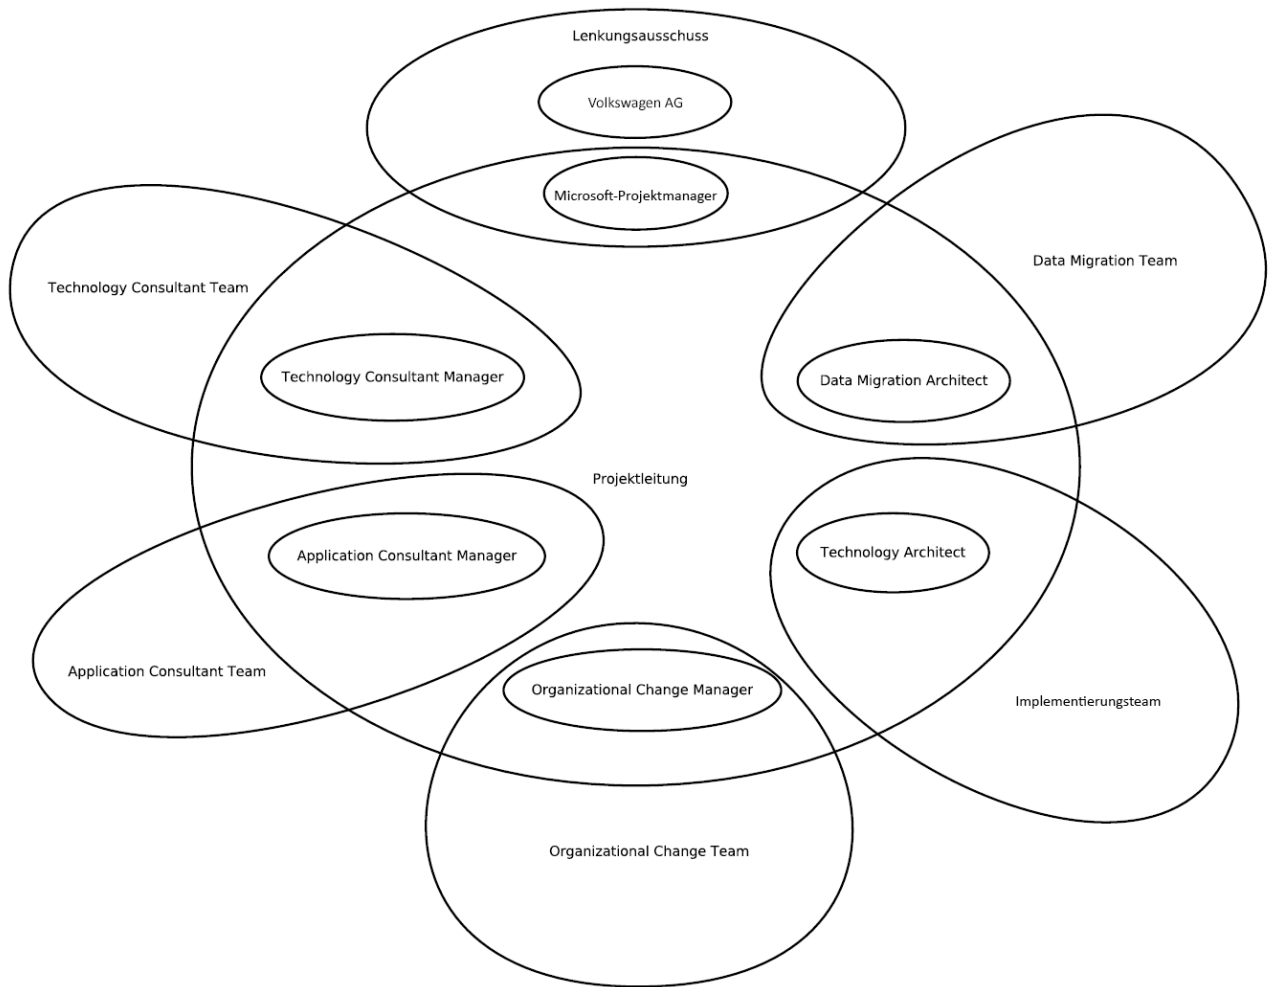 Lenkungsausschuss
Volkswagen AG
Microsoft-Projektmanager
Data Migration Team
Technology Consultant Team
Technology Consultant Manager
Data Migration Architect
Projektleitung
Technology Architect
Application Consultant Manager
Application Consultant Team
Organizational Change Manager
Implementierungsteam
Organizational Change Team